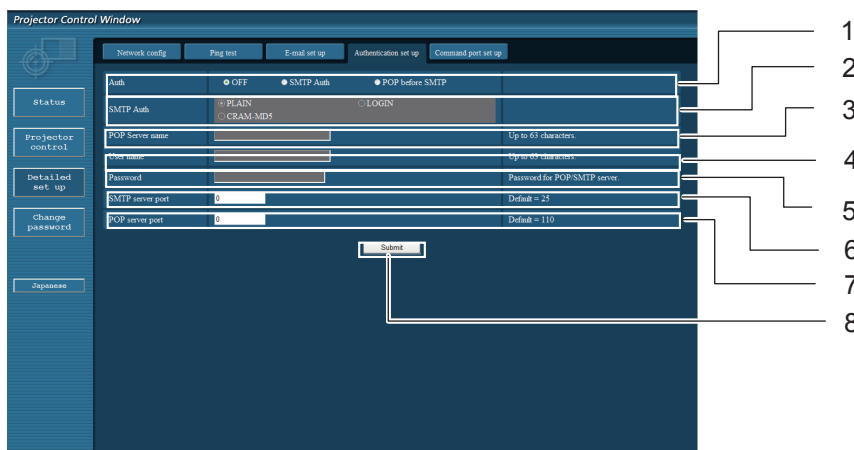 Projector Control Window
Network config Ping test E-mail set up Authentication set up Command port set up
Status
Projector control
Detailed set up
Change password
Japanese
Auth OFF SMTP Auth POP before SMTP
SMTP Auth PLAIN LOGIN
CRAM-MD5
POP Server name Up to 63 characters.
User name Up to 63 characters.
Password Password for POP/SMTP server.
SMTP server port 0 Default = 25
POP server port 0 Default = 110
Submit
1
2
3
4
5
6
7
8